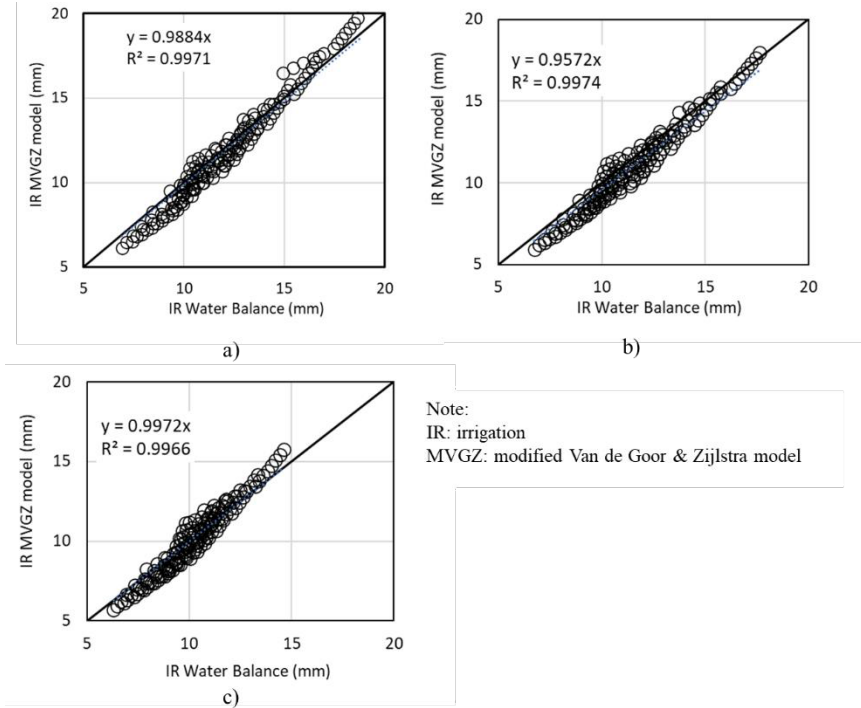 y = 0.9884x
R² = 0.9971
IR MVGZ model (mm)
20
15
10
5
5 10 15 20
IR Water Balance (mm)
a)
y = 0.9572x
R² = 0.9974
IR MVGZ model (mm)
20
15
10
5
5 10 15 20
IR Water Balance (mm)
b)
y = 0.9972x
R² = 0.9966
IR MVGZ model (mm)
20
15
10
5
5 10 15 20
IR Water Balance (mm)
c)
Note:
IR: irrigation
MVGZ: modified Van de Goor & Zijlstra model